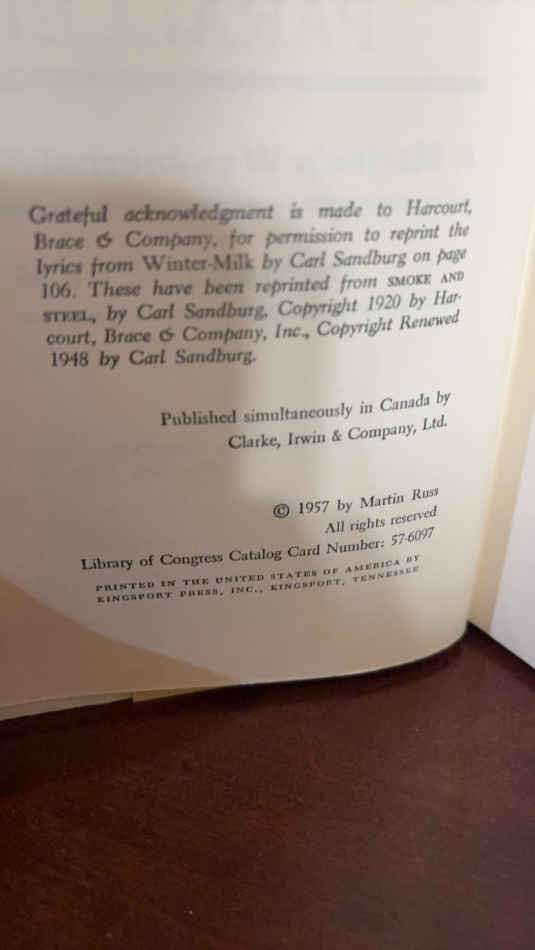 Grateful acknowledgment is made to Harcourt,
Brace & Company, for permission to reprint the
lyrics from Winter-Milk by Carl Sandburg on page
106. These have been reprinted from SMOKE AND
STEEL, by Carl Sandburg, Copyright 1920 by Har-
court, Brace & Company, Inc., Copyright Renewed
1948 by Carl Sandburg.
Published simultaneously in Canada by
Clarke, Irwin & Company, Ltd.
© 1957 by Martin Russ
All rights reserved
Library of Congress Catalog Card Number: 57-6097
PRINTED IN THE UNITED STATES OF AMERICA BY
KINGSPORT PRESS, INC., KINGSPORT, TENNESSEE